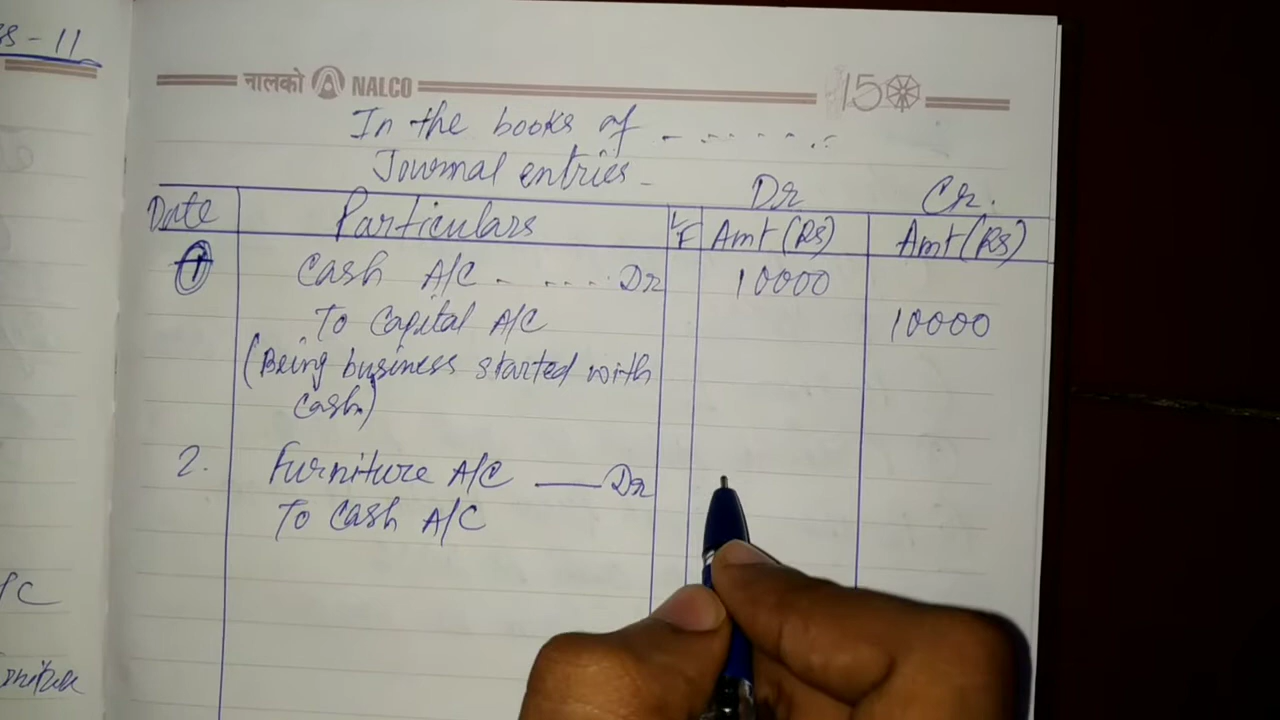 - 11
नालको NALCO 150
In the books of - - - - - - -
Journal entries -
Dr Cr.
Date Particulars LF Amt (Rs) Amt (Rs)
1 Cash A/C - .... Dr 10000
To Capital A/C 10000
(Being business started with
cash)
2. Furniture A/C —— Dr
To Cash A/C